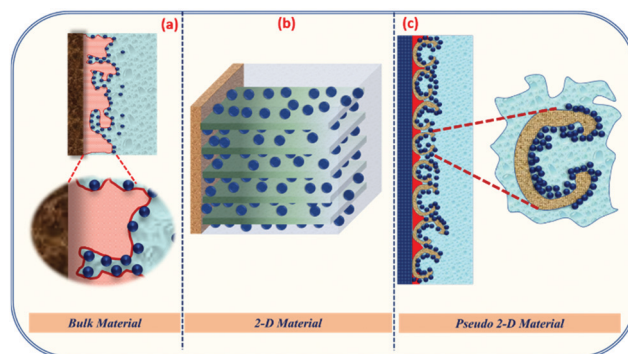 (a)
(b)
(c)
Bulk Material
2-D Material
Pseudo 2-D Material